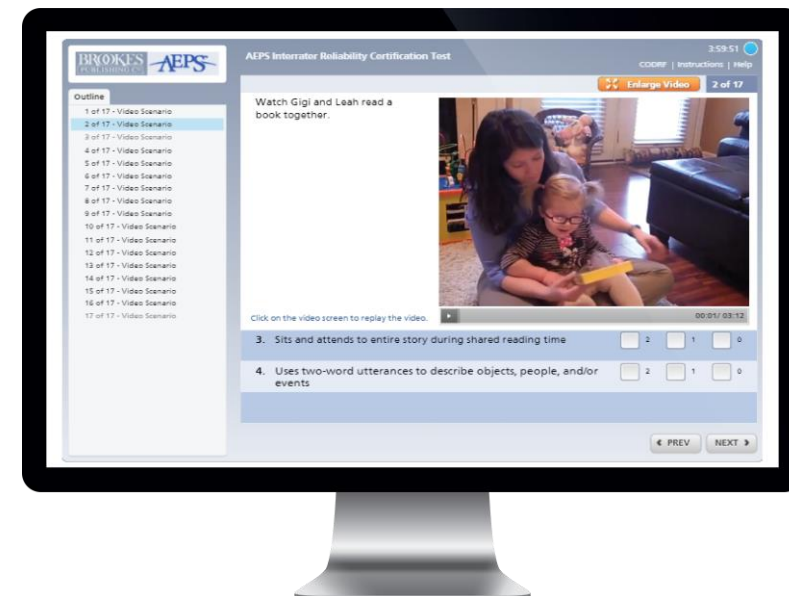 BROOKES
PUBLISHING CO
AEPS
AEPS Interrater Reliability Certification Test
3:59:51
CODRF | Instructions | Help
Enlarge Video
2 of 17
Outline
1 of 17 - Video Scenario
2 of 17 - Video Scenario
3 of 17 - Video Scenario
4 of 17 - Video Scenario
5 of 17 - Video Scenario
6 of 17 - Video Scenario
7 of 17 - Video Scenario
8 of 17 - Video Scenario
9 of 17 - Video Scenario
10 of 17 - Video Scenario
11 of 17 - Video Scenario
12 of 17 - Video Scenario
13 of 17 - Video Scenario
14 of 17 - Video Scenario
15 of 17 - Video Scenario
16 of 17 - Video Scenario
17 of 17 - Video Scenario
Watch Gigi and Leah read a
book together.
Click on the video screen to replay the video.
00:01/ 03:12
3. Sits and attends to entire story during shared reading time 2 1 0
4. Uses two-word utterances to describe objects, people, and/or 2 1 0
events
PREV
NEXT